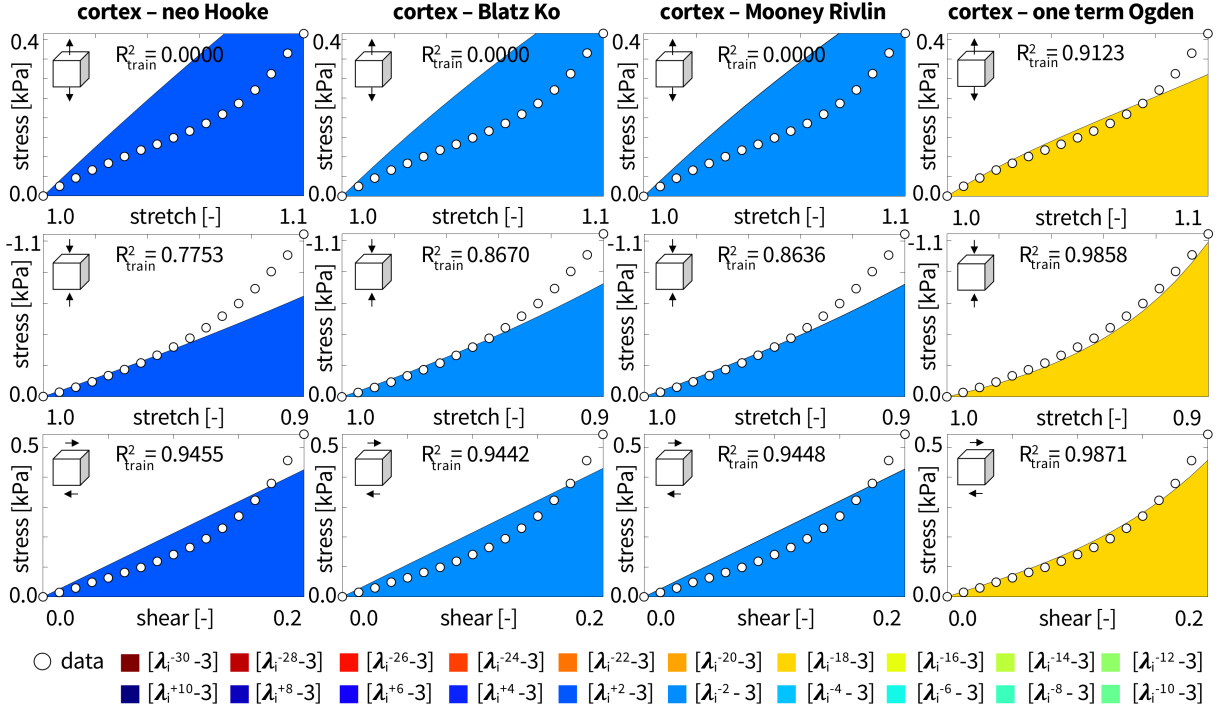 cortex – neo Hooke cortex – Blatz Ko cortex – Mooney Rivlin cortex – one term Ogden
0.4 R²train = 0.0000 R²train = 0.0000 R²train = 0.0000 0.4 R²train = 0.9123
stress [kPa] stress [kPa] stress [kPa] stress [kPa]
0.0 0.0 0.0 0.0
1.0 stretch [-] 1.1 1.0 stretch [-] 1.1 1.0 stretch [-] 1.1 1.0 stretch [-] 1.1
-1.1 R²train = 0.7753 -1.1 R²train = 0.8670 -1.1 R²train = 0.8636 -1.1 R²train = 0.9858
stress [kPa] stress [kPa] stress [kPa] stress [kPa]
0.0 0.0 0.0 0.0
1.0 stretch [-] 0.9 1.0 stretch [-] 0.9 1.0 stretch [-] 0.9 1.0 stretch [-] 0.9
0.5 R²train = 0.9455 0.5 R²train = 0.9442 0.5 R²train = 0.9448 0.5 R²train = 0.9871
stress [kPa] stress [kPa] stress [kPa] stress [kPa]
0.0 0.0 0.0 0.0
0.0 shear [-] 0.2 0.0 shear [-] 0.2 0.0 shear [-] 0.2 0.0 shear [-] 0.2
data [λi-30-3] [λi-28-3] [λi-26-3] [λi-24-3] [λi-22-3] [λi-20-3] [λi-18-3] [λi-16-3] [λi-14-3] [λi-12-3]
[λi+10-3] [λi+8-3] [λi+6-3] [λi+4-3] [λi+2-3] [λi-2 - 3] [λi-4 - 3] [λi-6 - 3] [λi-8 - 3] [λi-10-3]